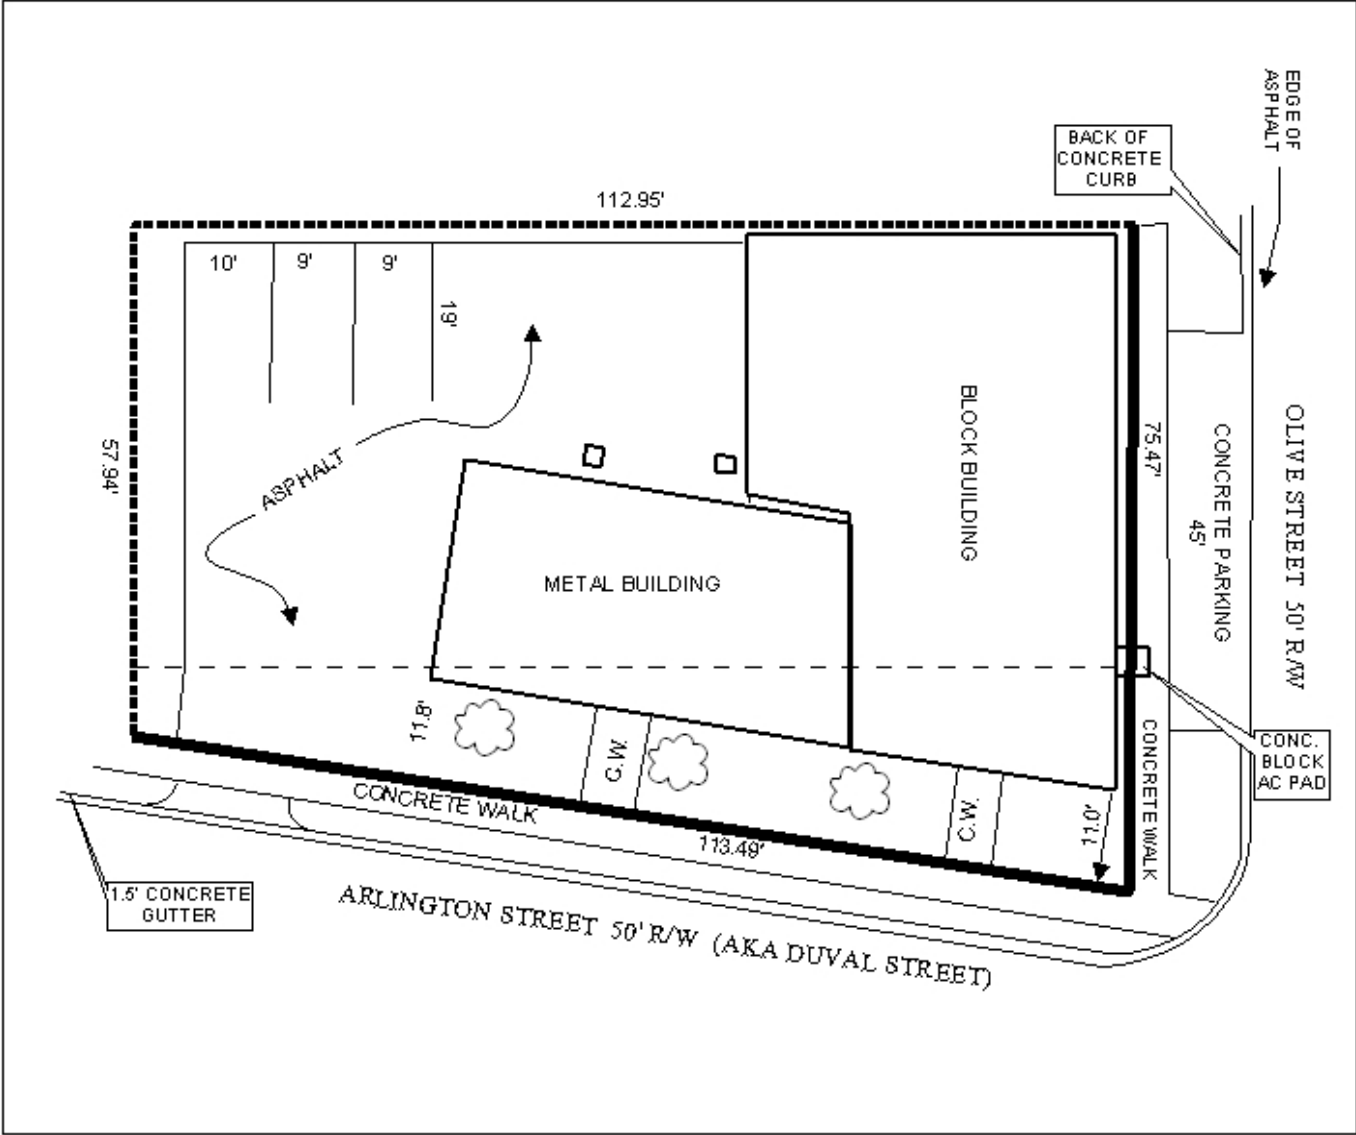 EDGE OF
ASPHALT
BACK OF
CONCRETE
CURB
112.95'
10'
9'
9'
19'
57.94'
ASPHALT
BLOCK BUILDING
METAL BUILDING
75.47'
CONCRETE PARKING
45'
OLIVE STREET 50' R/W
11.8'
C.W.
C.W.
11.0'
CONCRETE WALK
CONC.
BLOCK
AC PAD
CONCRETE WALK
113.49'
1.5' CONCRETE
GUTTER
ARLINGTON STREET 50' R/W (AKA DUVAL STREET)